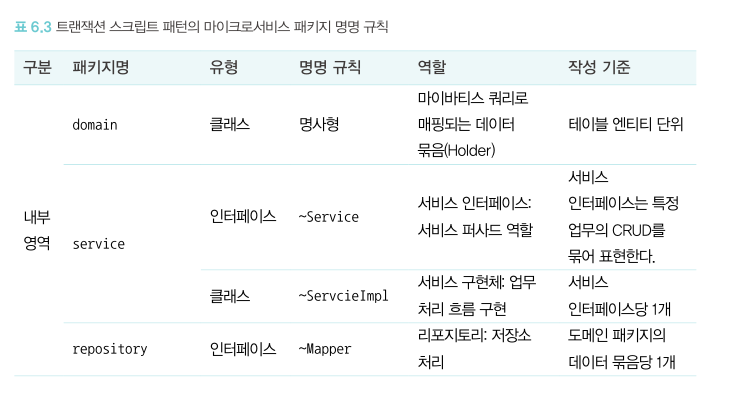 표 6.3 트랜잭션 스크립트 패턴의 마이크로서비스 패키지 명명 규칙
구분 패키지명 유형 명명 규칙 역할 작성 기준
내부
영역
domain
클래스
명사형
마이바티스 쿼리로
매핑되는 데이터
묶음(Holder)
테이블 엔티티 단위
service
인터페이스
~Service
서비스 인터페이스:
서비스 퍼사드 역할
서비스
인터페이스는 특정
업무의 CRUD를
묶어 표현한다.
클래스
~ServcieImpl
서비스 구현체: 업무
처리 흐름 구현
서비스
인터페이스당 1개
repository
인터페이스
~Mapper
리포지토리: 저장소
처리
도메인 패키지의
데이터 묶음당 1개